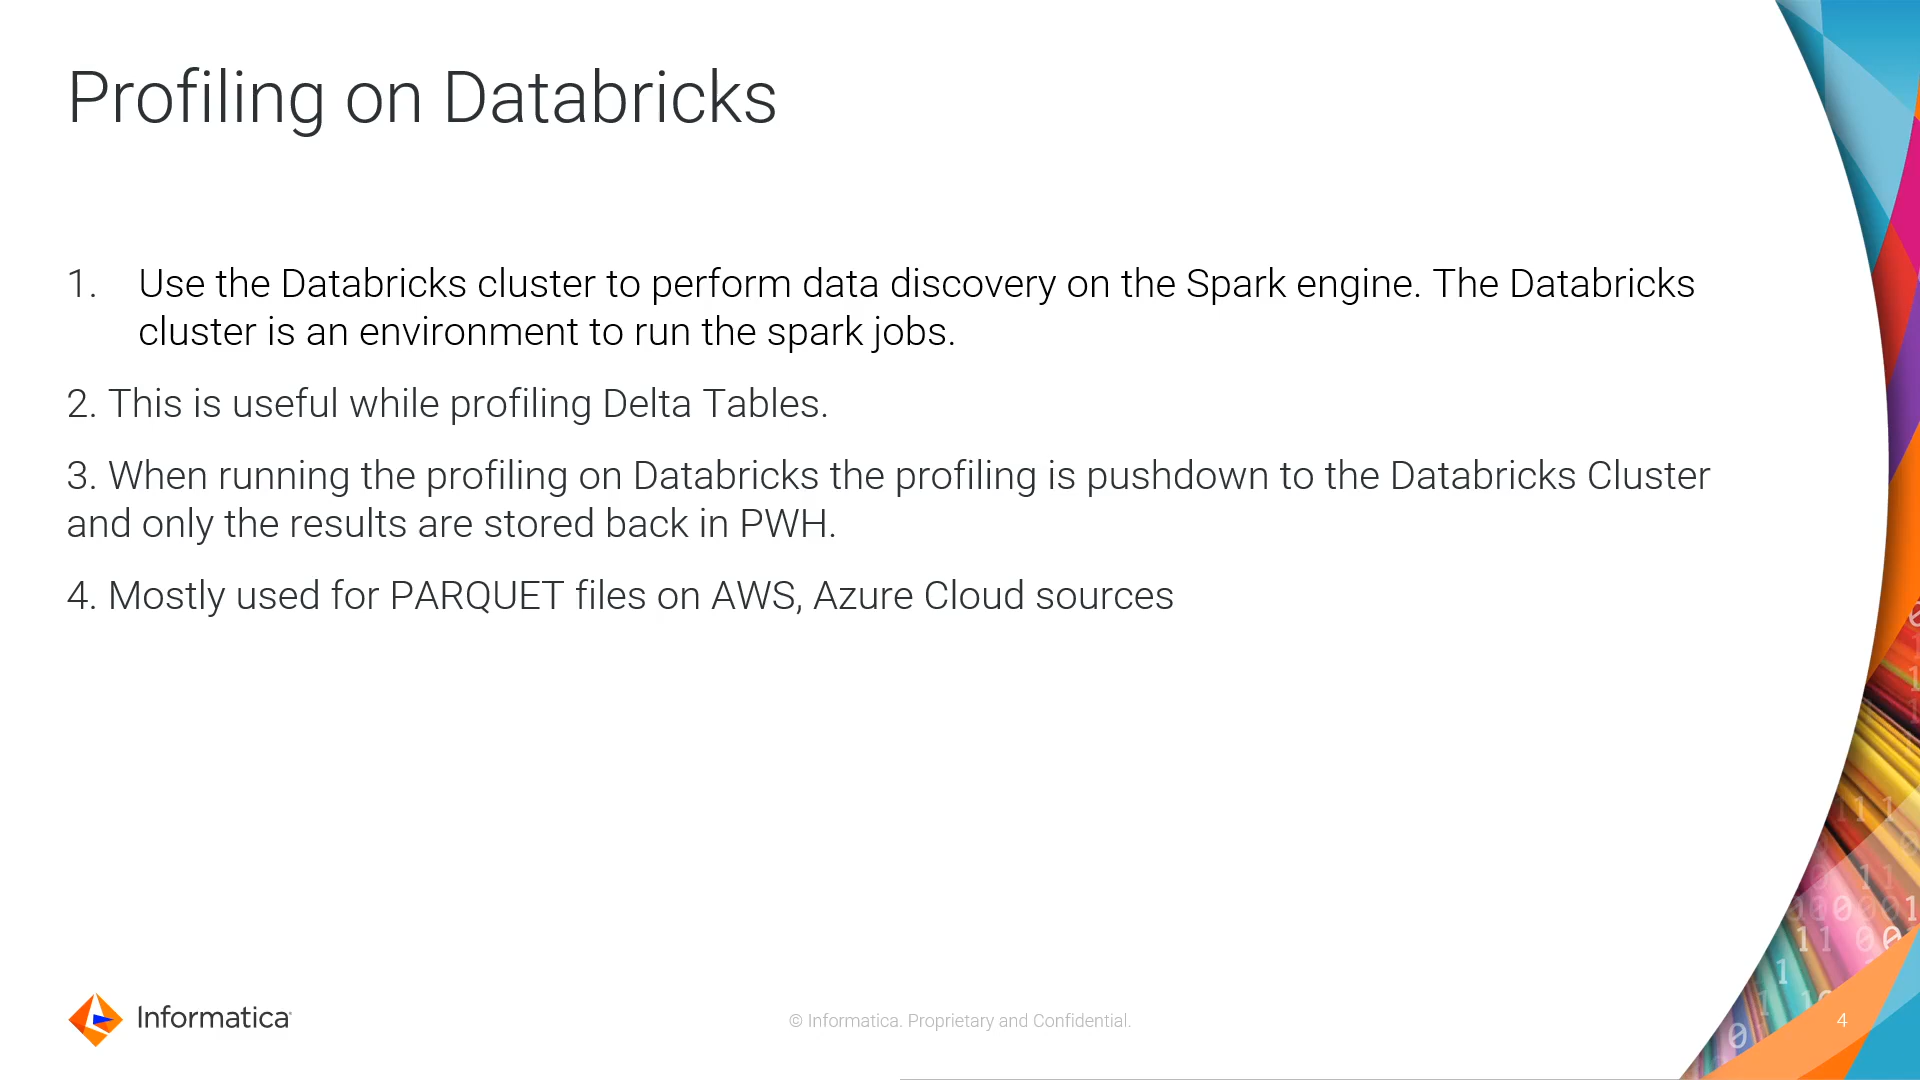 Profiling on Databricks
1. Use the Databricks cluster to perform data discovery on the Spark engine. The Databricks
cluster is an environment to run the spark jobs.
2. This is useful while profiling Delta Tables.
3. When running the profiling on Databricks the profiling is pushdown to the Databricks Cluster
and only the results are stored back in PWH.
4. Mostly used for PARQUET files on AWS, Azure Cloud sources
Informatica
© Informatica. Proprietary and Confidential.
4